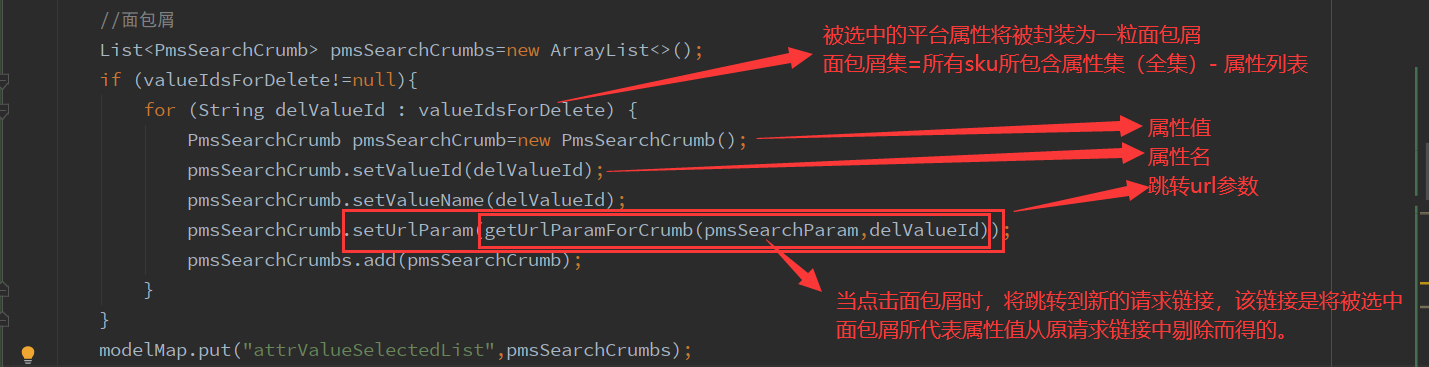 //面包屑
List<PmsSearchCrumb> pmsSearchCrumbs=new ArrayList<>();
if (valueIdsForDelete!=null){
for (String delValueId : valueIdsForDelete) {
PmsSearchCrumb pmsSearchCrumb=new PmsSearchCrumb();
pmsSearchCrumb.setValueId(delValueId);
pmsSearchCrumb.setValueName(delValueId);
pmsSearchCrumb.setUrlParam(getUrlParamForCrumb(pmsSearchParam,delValueId));
pmsSearchCrumbs.add(pmsSearchCrumb);
}
}
modelMap.put("attrValueSelectedList",pmsSearchCrumbs);
被选中的平台属性将被封装为一粒面包屑
面包屑集=所有sku所包含属性集（全集）- 属性列表
属性值
属性名
跳转url参数
当点击面包屑时，将跳转到新的请求链接，该链接是将被选中
面包屑所代表属性值从原请求链接中剔除而得的。